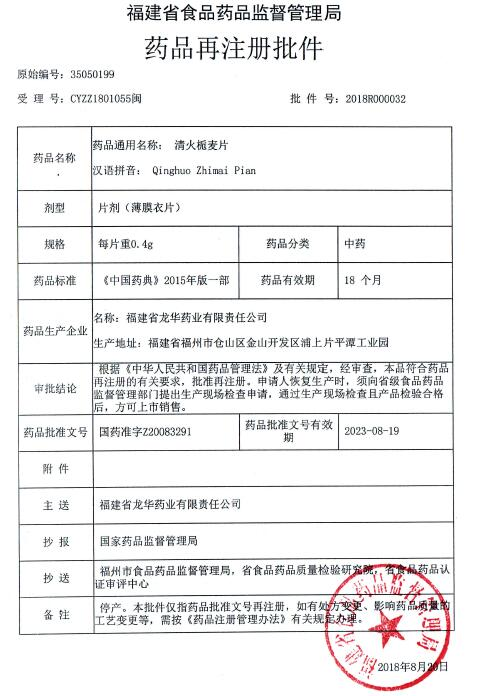 福建省食品药品监督管理局
药品再注册批件
原始编号：35050199
受 理 号：CYZZ1801055闽 批 件 号：2018R000032
药品名称
药品通用名称： 清火栀麦片
汉语拼音： Qinghuo Zhimai Pian
剂型 片剂（薄膜衣片）
规格 每片重0.4g 药品分类 中药
药品标准 《中国药典》2015年版一部 药品有效期 18 个月
药品生产企业
名称：福建省龙华药业有限责任公司
生产地址：福建省福州市仓山区金山开发区浦上片平潭工业园
审批结论
根据《中华人民共和国药品管理法》及有关规定，经审查，本品符合药品
再注册的有关要求，批准再注册。申请人恢复生产时，须向省级食品药品
监督管理部门提出生产现场检查申请，通过生产现场检查且产品检验合格
后，方可上市销售。
药品批准文号 国药准字Z20083291 药品批准文号有效
期 2023-08-19
附 件
主 送 福建省龙华药业有限责任公司
抄 报 国家药品监督管理局
抄 送
福州市食品药品监督管理局，省食品药品质量检验研究院，省食品药品认
证审评中心
备 注
停产。本批件仅指药品批准文号再注册，如有处方变更、影响药品质量的
工艺变更等，需按《药品注册管理办法》有关规定办理。
福建省食品药品监督管理局
2018年8月20日